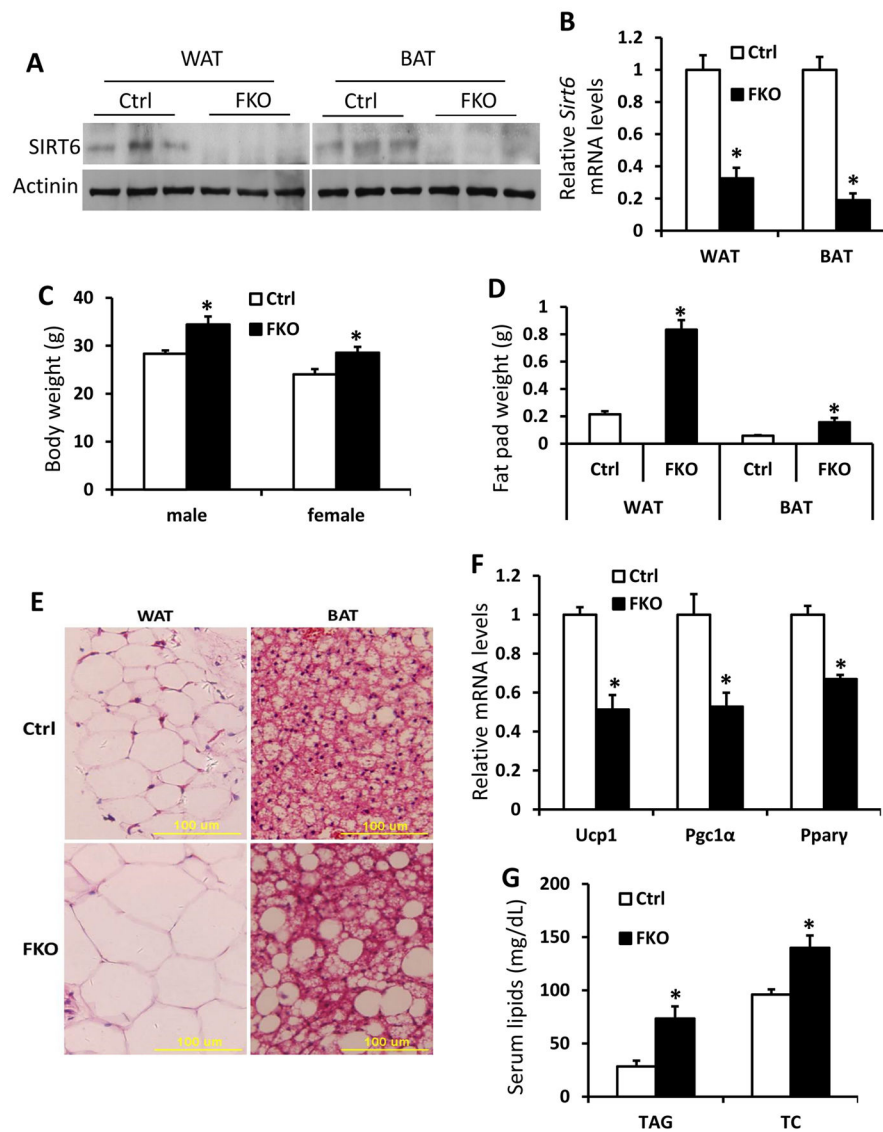 A
WAT BAT
Ctrl FKO Ctrl FKO
SIRT6
Actinin
B
Relative Sirt6
mRNA levels
1.2
1
0.8
0.6
0.4
0.2
0
Ctrl
FKO
*
*
WAT BAT
C
Body weight (g)
40
30
20
10
0
Ctrl
FKO
*
*
male female
D
Fat pad weight (g)
1
0.8
0.6
0.4
0.2
0
*
*
Ctrl FKO Ctrl FKO
WAT BAT
E
WAT BAT
Ctrl
100 um 100 um
FKO
100 um 100 um
F
Relative mRNA levels
1.2
1
0.8
0.6
0.4
0.2
0
Ctrl
FKO
*
*
*
Ucp1 Pgc1α Pparγ
G
Serum lipids (mg/dL)
200
150
100
50
0
Ctrl
FKO
*
*
TAG TC